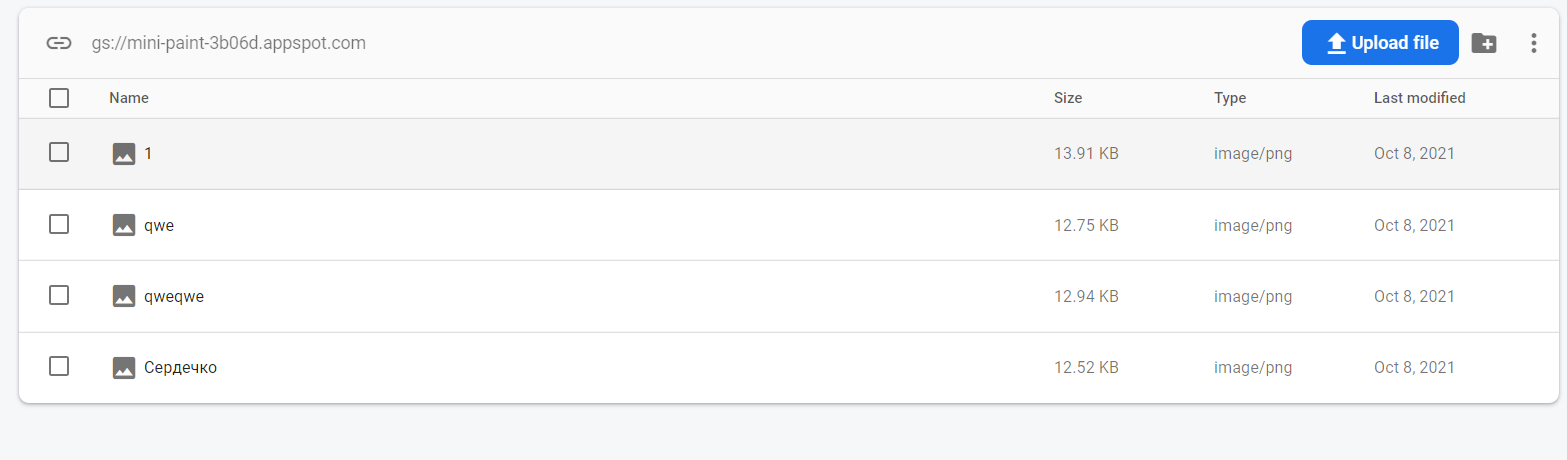 gs://mini-paint-3b06d.appspot.com Upload file
Name Size Type Last modified
1 13.91 KB image/png Oct 8, 2021
qwe 12.75 KB image/png Oct 8, 2021
qweqwe 12.94 KB image/png Oct 8, 2021
Сердечко 12.52 KB image/png Oct 8, 2021